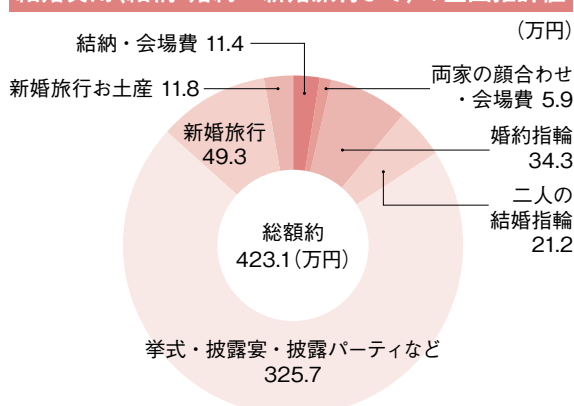 (万円)
結納・会場費 11.4
両家の顔合わせ
・会場費 5.9
新婚旅行お土産 11.8
婚約指輪
34.3
新婚旅行
49.3
二人の
結婚指輪
21.2
総額約
423.1(万円)
挙式・披露宴・披露パーティなど
325.7